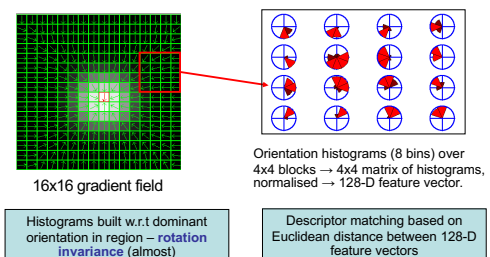 16x16 gradient field
Orientation histograms (8 bins) over
4x4 blocks → 4x4 matrix of histograms,
normalised → 128-D feature vector.
Histograms built w.r.t dominant
orientation in region – rotation
invariance (almost)
Descriptor matching based on
Euclidean distance between 128-D
feature vectors